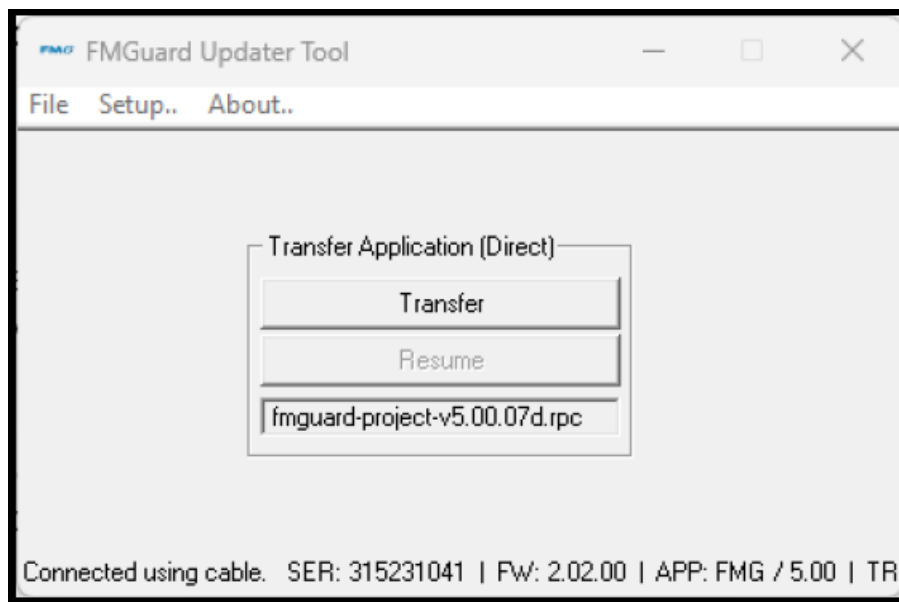 FMG FMGuard Updater Tool
File Setup.. About..
Transfer Application (Direct)
Transfer
Resume
fmguard-project-v5.00.07d.rpc
Connected using cable. SER: 315231041 | FW: 2.02.00 | APP: FMG / 5.00 | TR